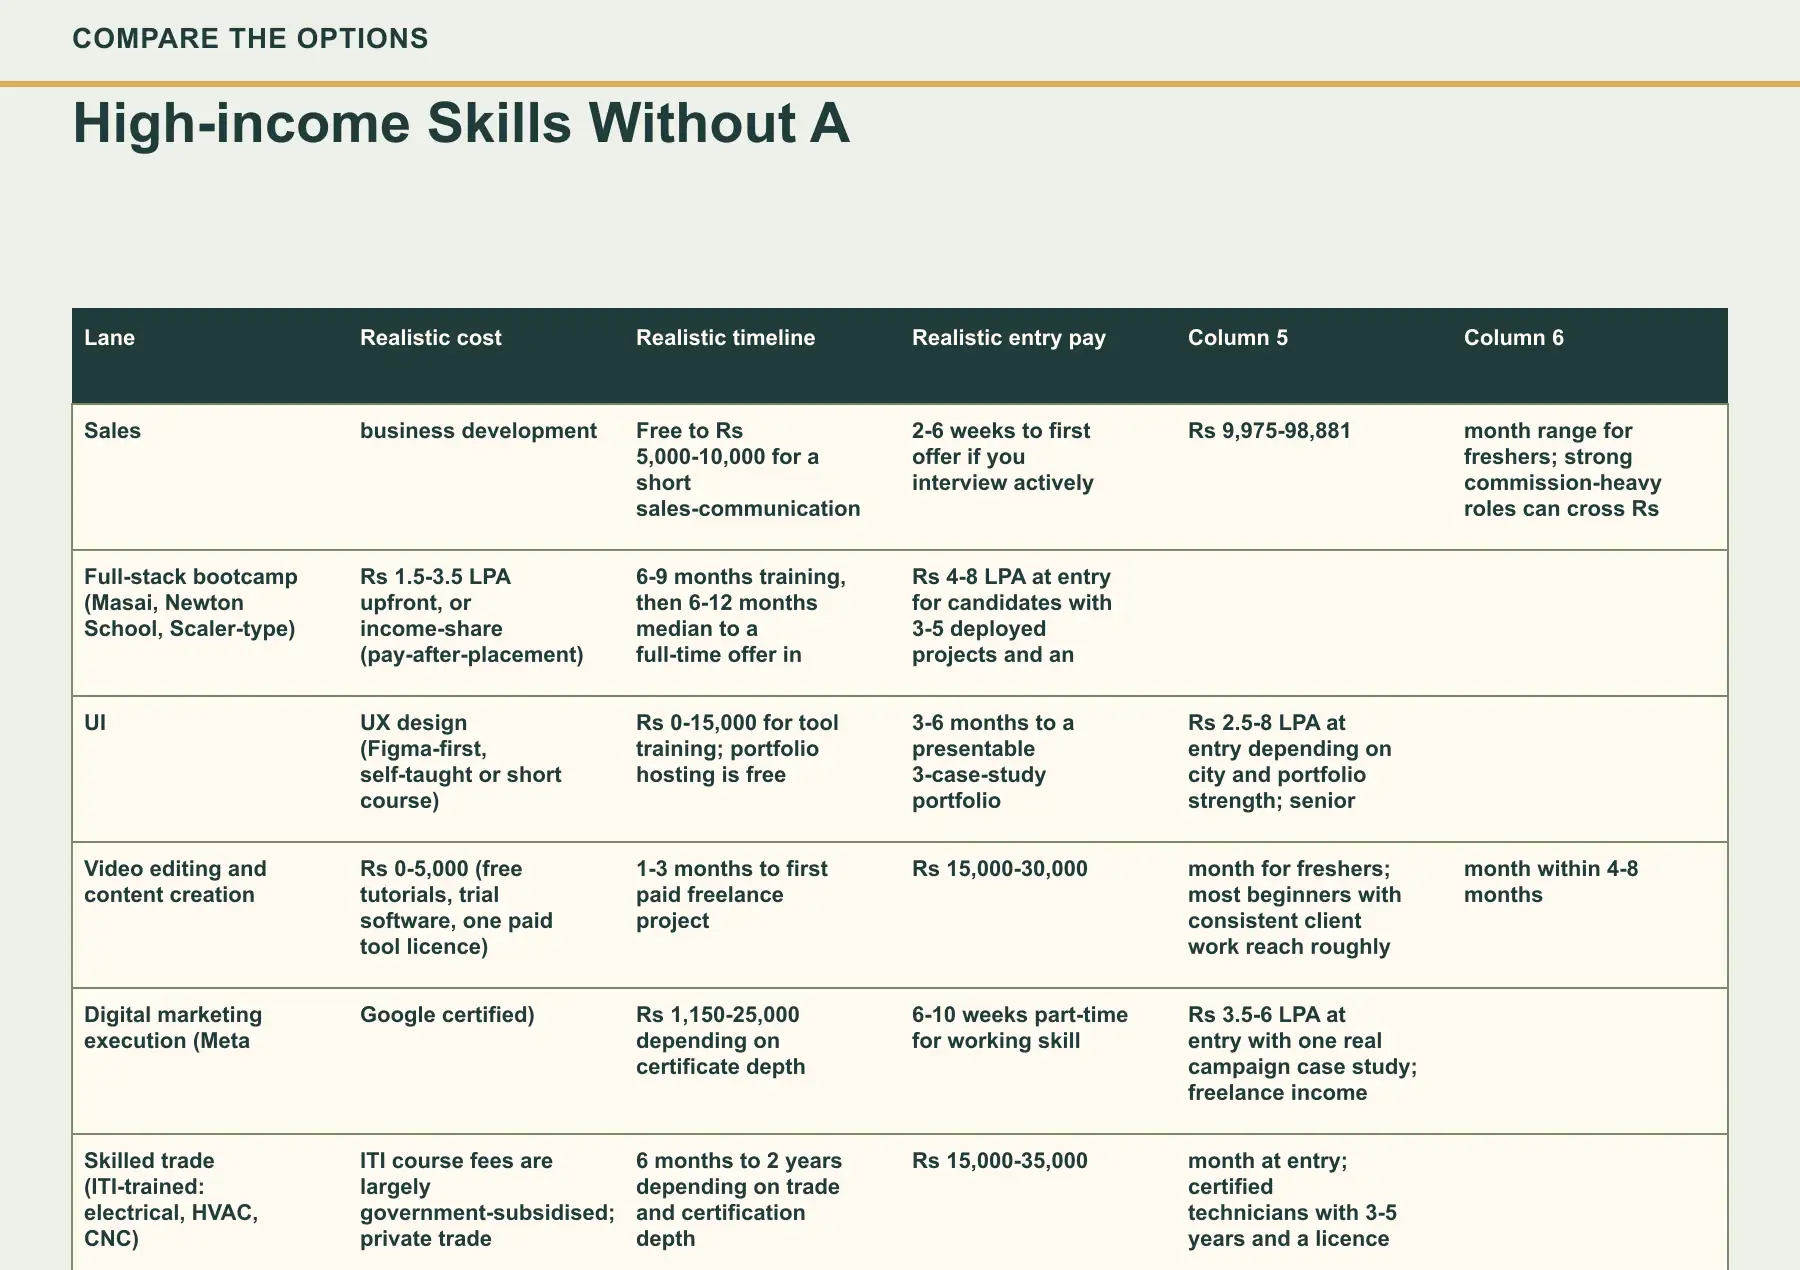 COMPARE THE OPTIONS
High-income Skills Without A
Lane
Realistic cost
Realistic timeline
Realistic entry pay
Column 5
Column 6
Sales
business development
Free to Rs
5,000-10,000 for a
short
sales-communication
2-6 weeks to first
offer if you
interview actively
Rs 9,975-98,881
month range for
freshers; strong
commission-heavy
roles can cross Rs
Full-stack bootcamp
(Masai, Newton
School, Scaler-type)
Rs 1.5-3.5 LPA
upfront, or
income-share
(pay-after-placement)
6-9 months training,
then 6-12 months
median to a
full-time offer in
Rs 4-8 LPA at entry
for candidates with
3-5 deployed
projects and an
UI
UX design
(Figma-first,
self-taught or short
course)
Rs 0-15,000 for tool
training; portfolio
hosting is free
3-6 months to a
presentable
3-case-study
portfolio
Rs 2.5-8 LPA at
entry depending on
city and portfolio
strength; senior
Video editing and
content creation
Rs 0-5,000 (free
tutorials, trial
software, one paid
tool licence)
1-3 months to first
paid freelance
project
Rs 15,000-30,000
month for freshers;
most beginners with
consistent client
work reach roughly
month within 4-8
months
Digital marketing
execution (Meta
Google certified)
Rs 1,150-25,000
depending on
certificate depth
6-10 weeks part-time
for working skill
Rs 3.5-6 LPA at
entry with one real
campaign case study;
freelance income
Skilled trade
(ITI-trained:
electrical, HVAC,
CNC)
ITI course fees are
largely
government-subsidised;
private trade
6 months to 2 years
depending on trade
and certification
depth
Rs 15,000-35,000
month at entry;
certified
technicians with 3-5
years and a licence